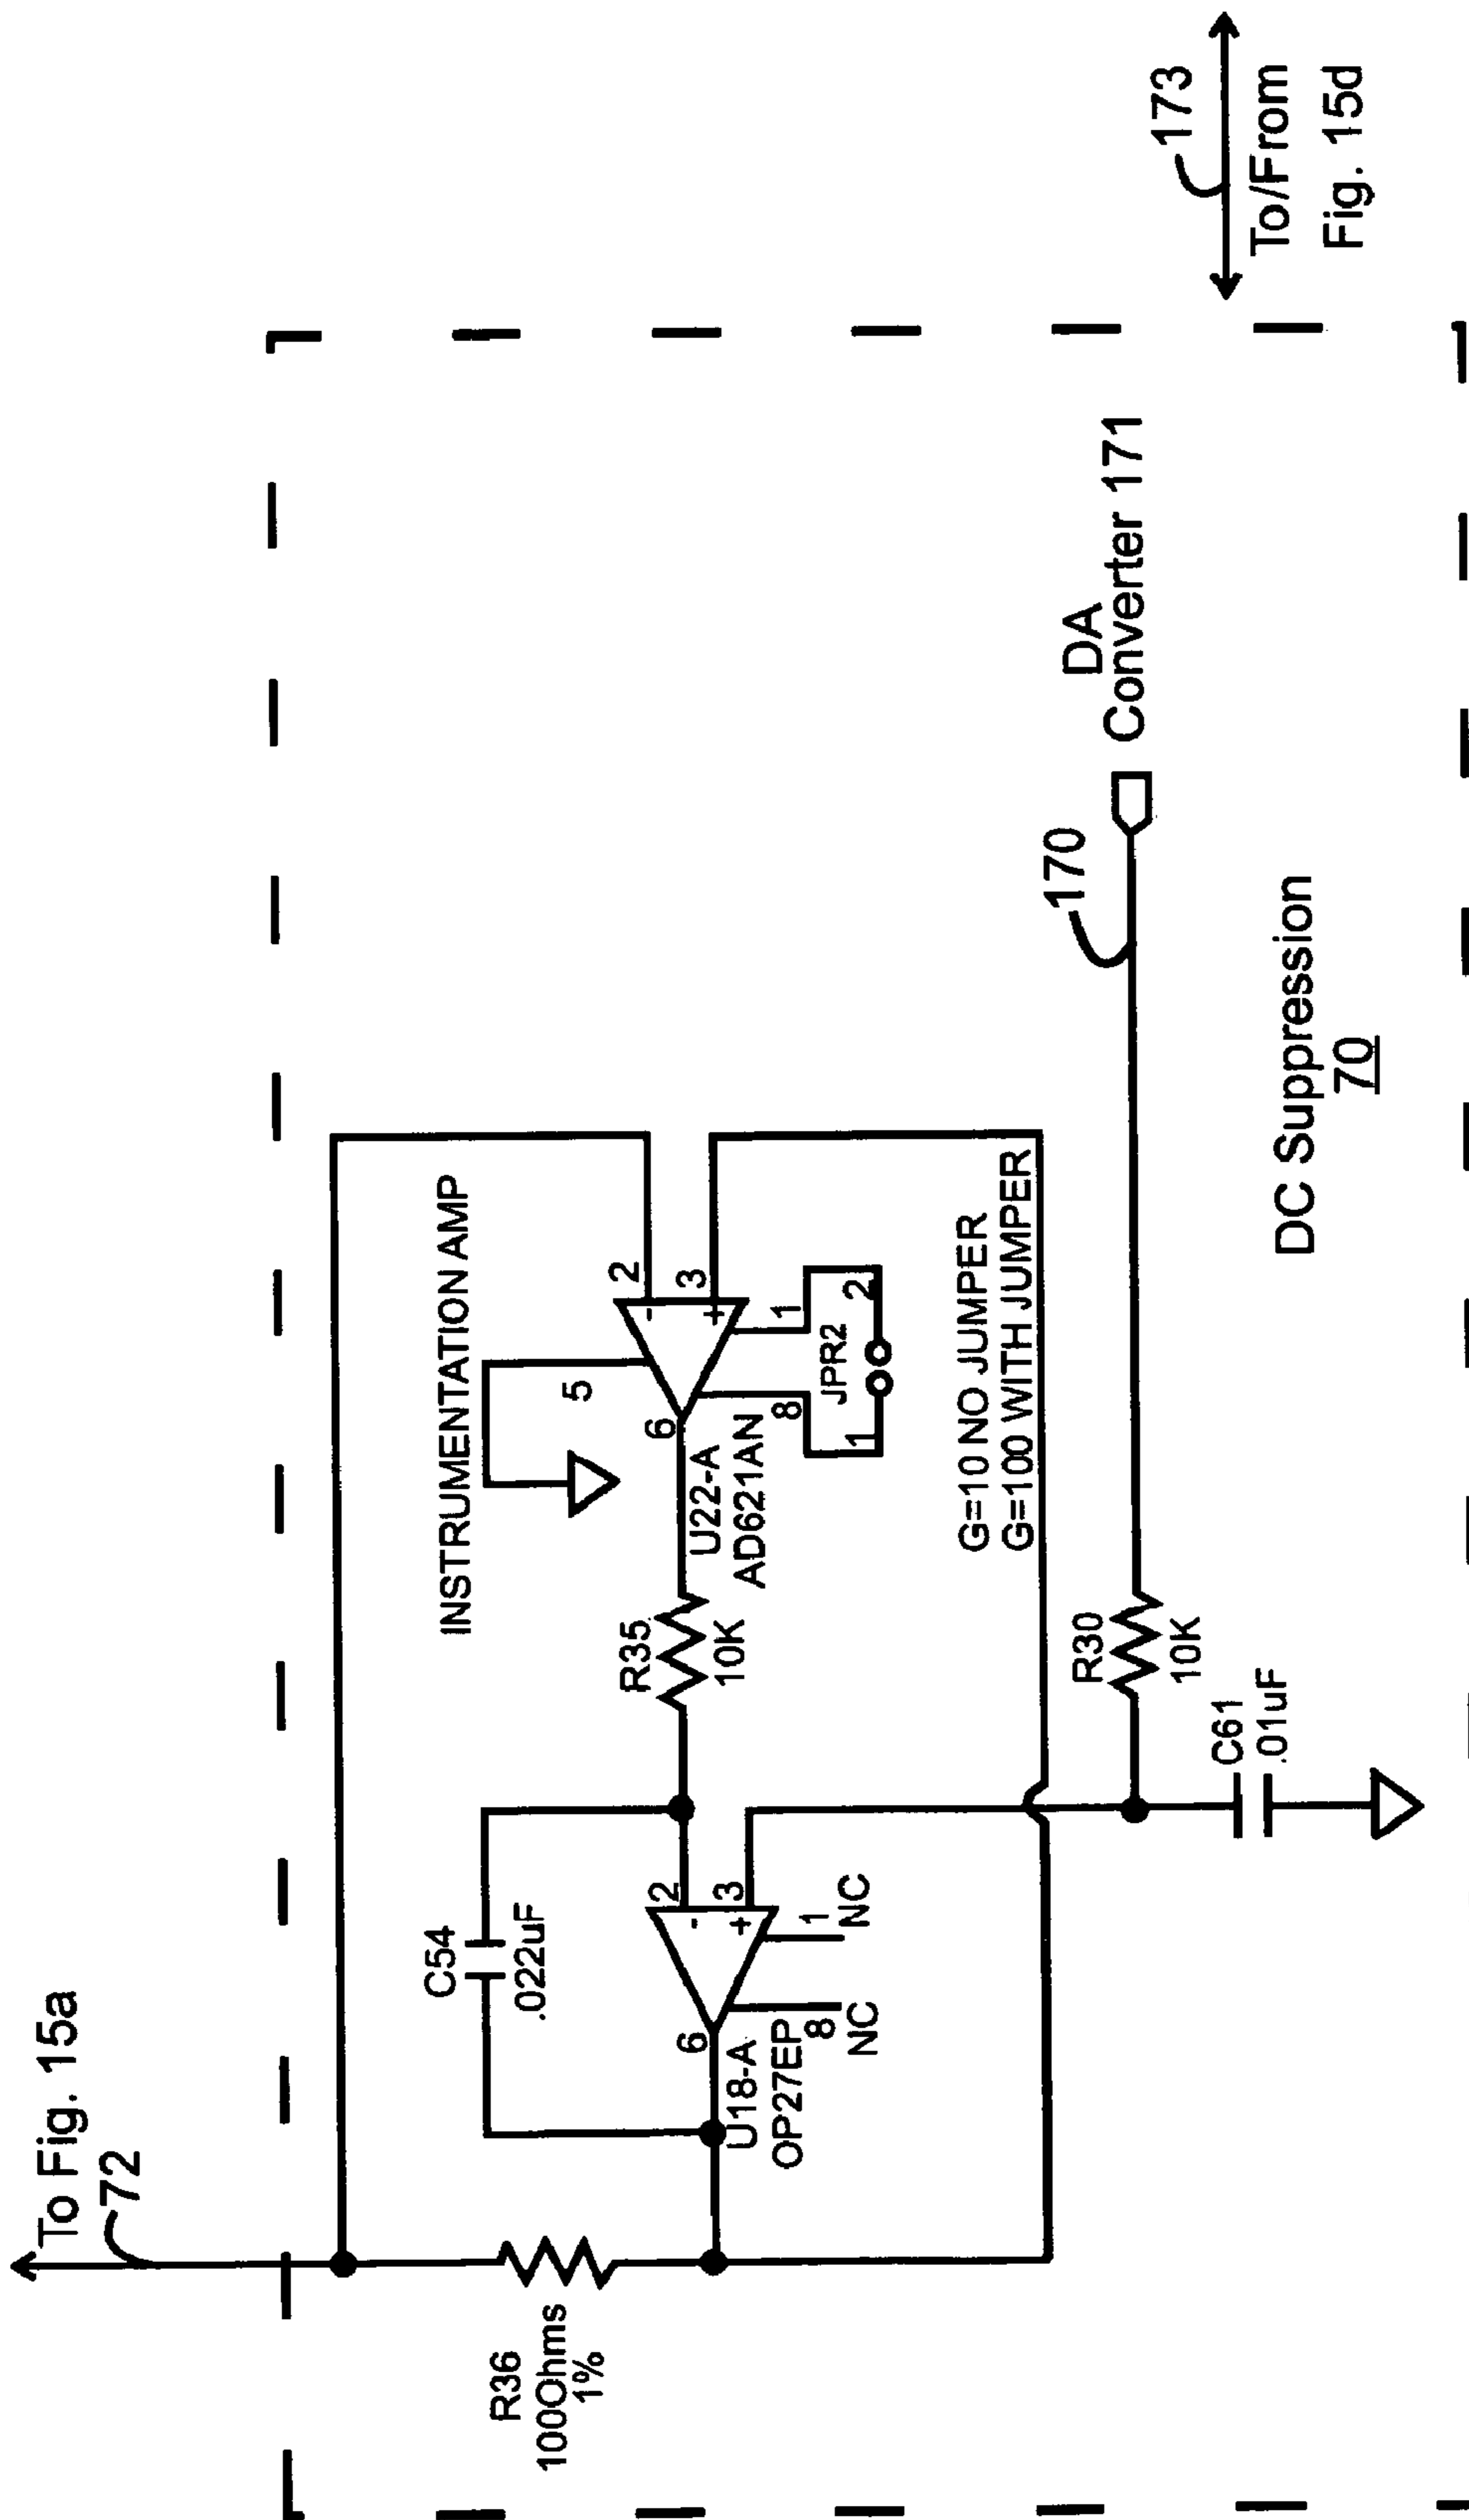 To Fig. 15a
72
R36
100Ohms
1%
C54
.022uF
2
3
-
+
6
U18-A
OP27EP
1
NC
8
NC
INSTRUMENTATION AMP
R35
10K
5
2
3
-
+
6
U22-A
AD621AN
1
8
JPR2
1
2
G=10 NO JUMPER
G=100 WITH JUMPER
R30
10K
C61
.01uF
170
DA
Converter 171
DC Suppression
70
173
To/From
Fig. 15d